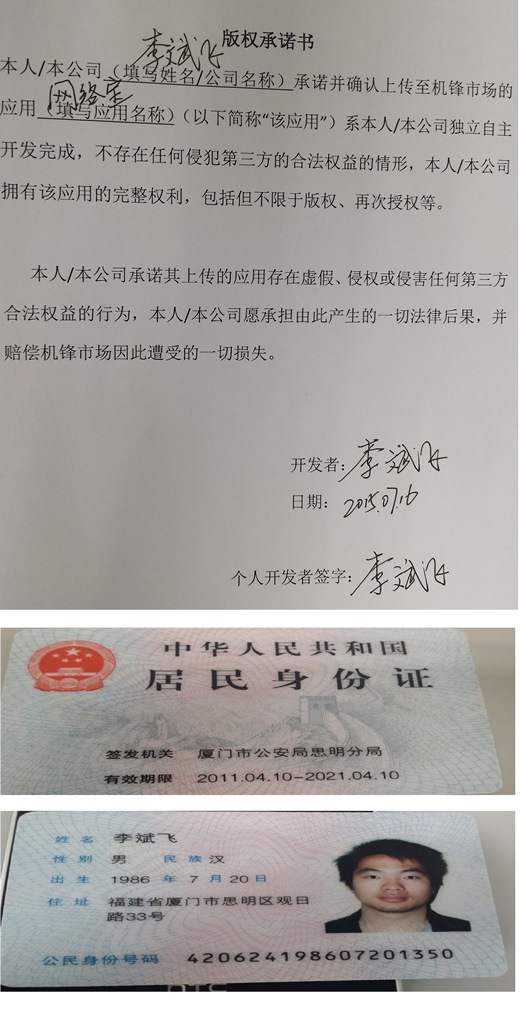 姓名 李斌飞
性别 男 民族 汉
出生 1986 年 7 月 20 日
住址 福建省厦门市思明区观日
路33号
公民身份号码 420624198607201350
中华人民共和国
居民身份证
签发机关 厦门市公安局思明分局
有效期限 2011.04.10-2021.04.10
版权承诺书
李斌飞
本人/本公司（填写姓名/公司名称）承诺并确认上传至机锋市场的
应用（填写应用名称）（以下简称“该应用”）系本人/本公司独立自主
开发完成，不存在任何侵犯第三方的合法权益的情形，本人/本公司
拥有该应用的完整权利，包括但不限于版权、再次授权等。
本人/本公司承诺其上传的应用存在虚假、侵权或侵害任何第三方
合法权益的行为，本人/本公司愿承担由此产生的一切法律后果，并
赔偿机锋市场因此遭受的一切损失。
开发者：李斌飞
日期：2015.07.16
个人开发者签字：李斌飞